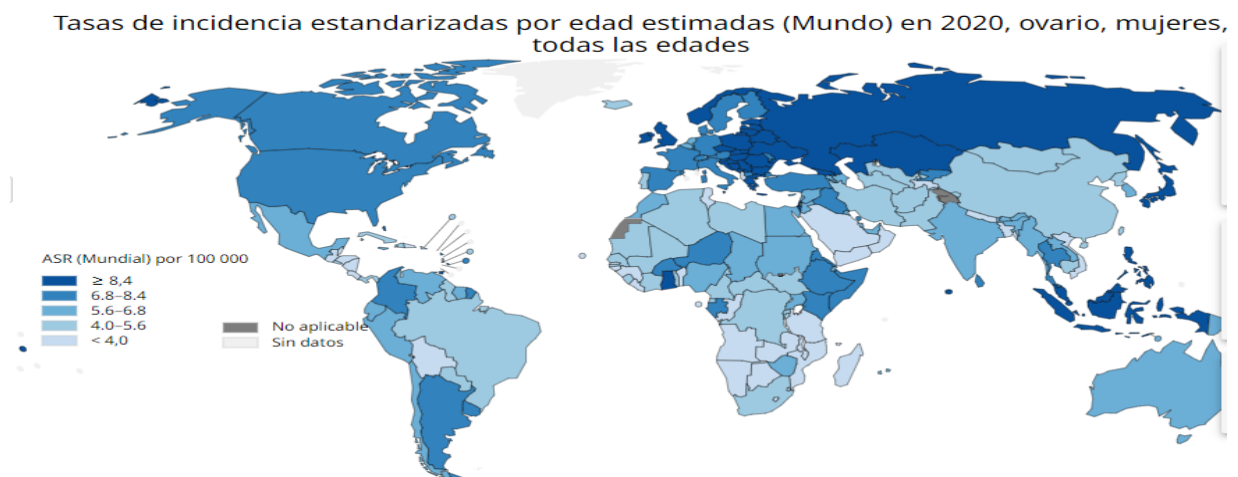 Tasas de incidencia estandarizadas por edad estimadas (Mundo) en 2020, ovario, mujeres,
todas las edades
ASR (Mundial) por 100 000
≥ 8,4
6.8–8.4
5.6–6.8
4.0–5.6
< 4,0
No aplicable
Sin datos